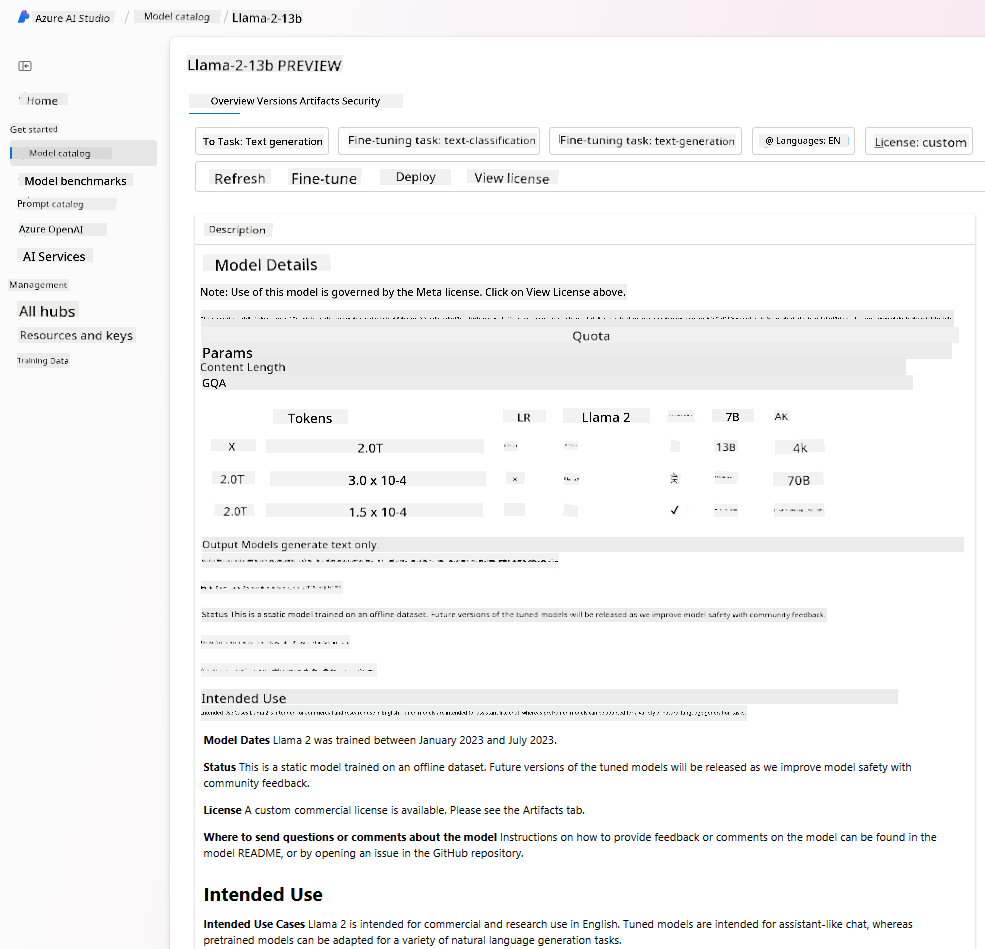 Azure AI Studio / Model catalog / Llama-2-13b
Llama-2-13b PREVIEW
Home
Get started
Model catalog
Model benchmarks
Prompt catalog
Azure OpenAI
AI Services
Management
All hubs
Resources and keys
Training Data
Overview Versions Artifacts Security
To Task: Text generation
Fine-tuning task: text-classification
Fine-tuning task: text-generation
@ Languages: EN
License: custom
Refresh
Fine-tune
Deploy
View license
Description
Model Details
Note: Use of this model is governed by the Meta license. Click on View License above.
Quota
Params
Content Length
GQA
Tokens LR Llama 2 7B AK
X 2.0T 13B 4k
2.0T 3.0 x 10-4 x 70B
2.0T 1.5 x 10-4 ✓
Output Models generate text only.
Status This is a static model trained on an offline dataset. Future versions of the tuned models will be released as we improve model safety with community feedback.
Intended Use
Model Dates Llama 2 was trained between January 2023 and July 2023.
Status This is a static model trained on an offline dataset. Future versions of the tuned models will be released as we improve model safety with
community feedback.
License A custom commercial license is available. Please see the Artifacts tab.
Where to send questions or comments about the model Instructions on how to provide feedback or comments on the model can be found in the
model README, or by opening an issue in the GitHub repository.
Intended Use
Intended Use Cases Llama 2 is intended for commercial and research use in English. Tuned models are intended for assistant-like chat, whereas
pretrained models can be adapted for a variety of natural language generation tasks.